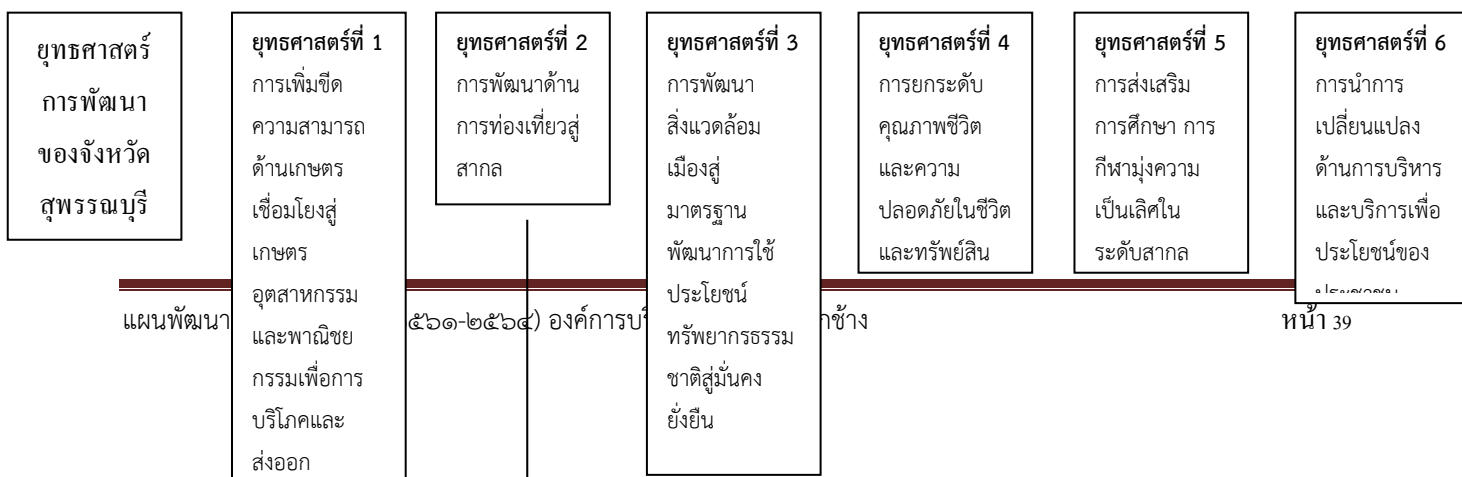 ยุทธศาสตร์
การพัฒนา
ของจังหวัด
สุพรรณบุรี
ยุทธศาสตร์ที่ 1
การเพิ่มขีด
ความสามารถ
ด้านเกษตร
เชื่อมโยงสู่
เกษตร
อุตสาหกรรม
และพาณิชย
กรรมเพื่อการ
บริโภคและ
ส่งออก
ยุทธศาสตร์ที่ 2
การพัฒนาด้าน
การท่องเที่ยวสู่
สากล
ยุทธศาสตร์ที่ 3
การพัฒนา
สิ่งแวดล้อม
เมืองสู่
มาตรฐาน
พัฒนาการใช้
ประโยชน์
ทรัพยากรธรรม
ชาติสู่มั่นคง
ยั่งยืน
ยุทธศาสตร์ที่ 4
การยกระดับ
คุณภาพชีวิต
และความ
ปลอดภัยในชีวิต
และทรัพย์สิน
ยุทธศาสตร์ที่ 5
การส่งเสริม
การศึกษา การ
กีฬามุ่งความ
เป็นเลิศใน
ระดับสากล
ยุทธศาสตร์ที่ 6
การนำการ
เปลี่ยนแปลง
ด้านการบริหาร
และบริการเพื่อ
ประโยชน์ของ
แผนพัฒนา ๕๖๑-๒๕๖๔) องค์การบริ กช้าง หน้า 39